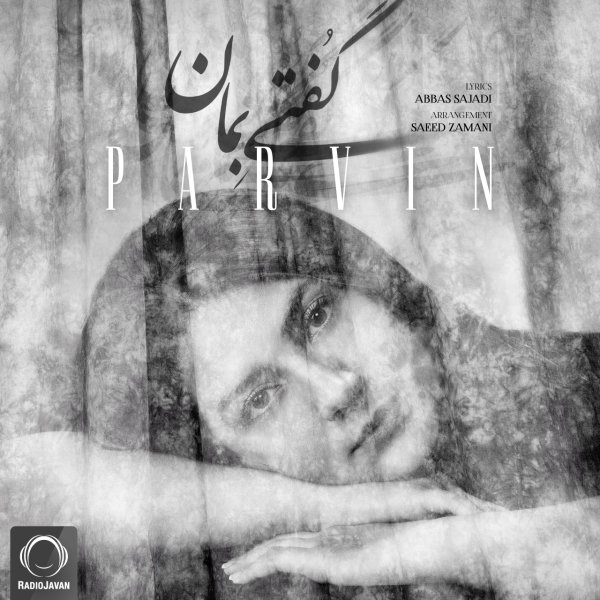 گفتی بمان
LYRICS
ABBAS SAJADI
ARRANGEMENT
SAEED ZAMANI
PARVIN
RADIOJAVAN